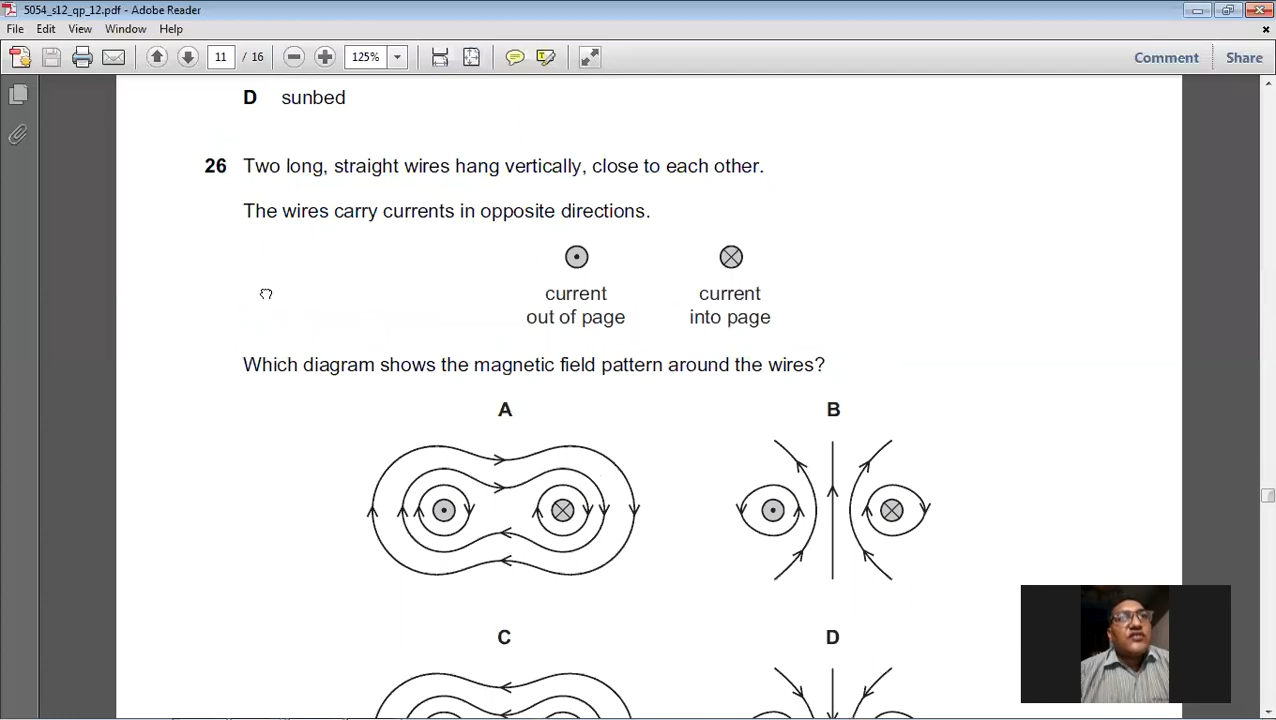 5054_s12_qp_12.pdf - Adobe Reader
File Edit View Window Help
11 / 16 125% Comment Share
D sunbed
26 Two long, straight wires hang vertically, close to each other.
The wires carry currents in opposite directions.
current current
out of page into page
Which diagram shows the magnetic field pattern around the wires?
A B
C D